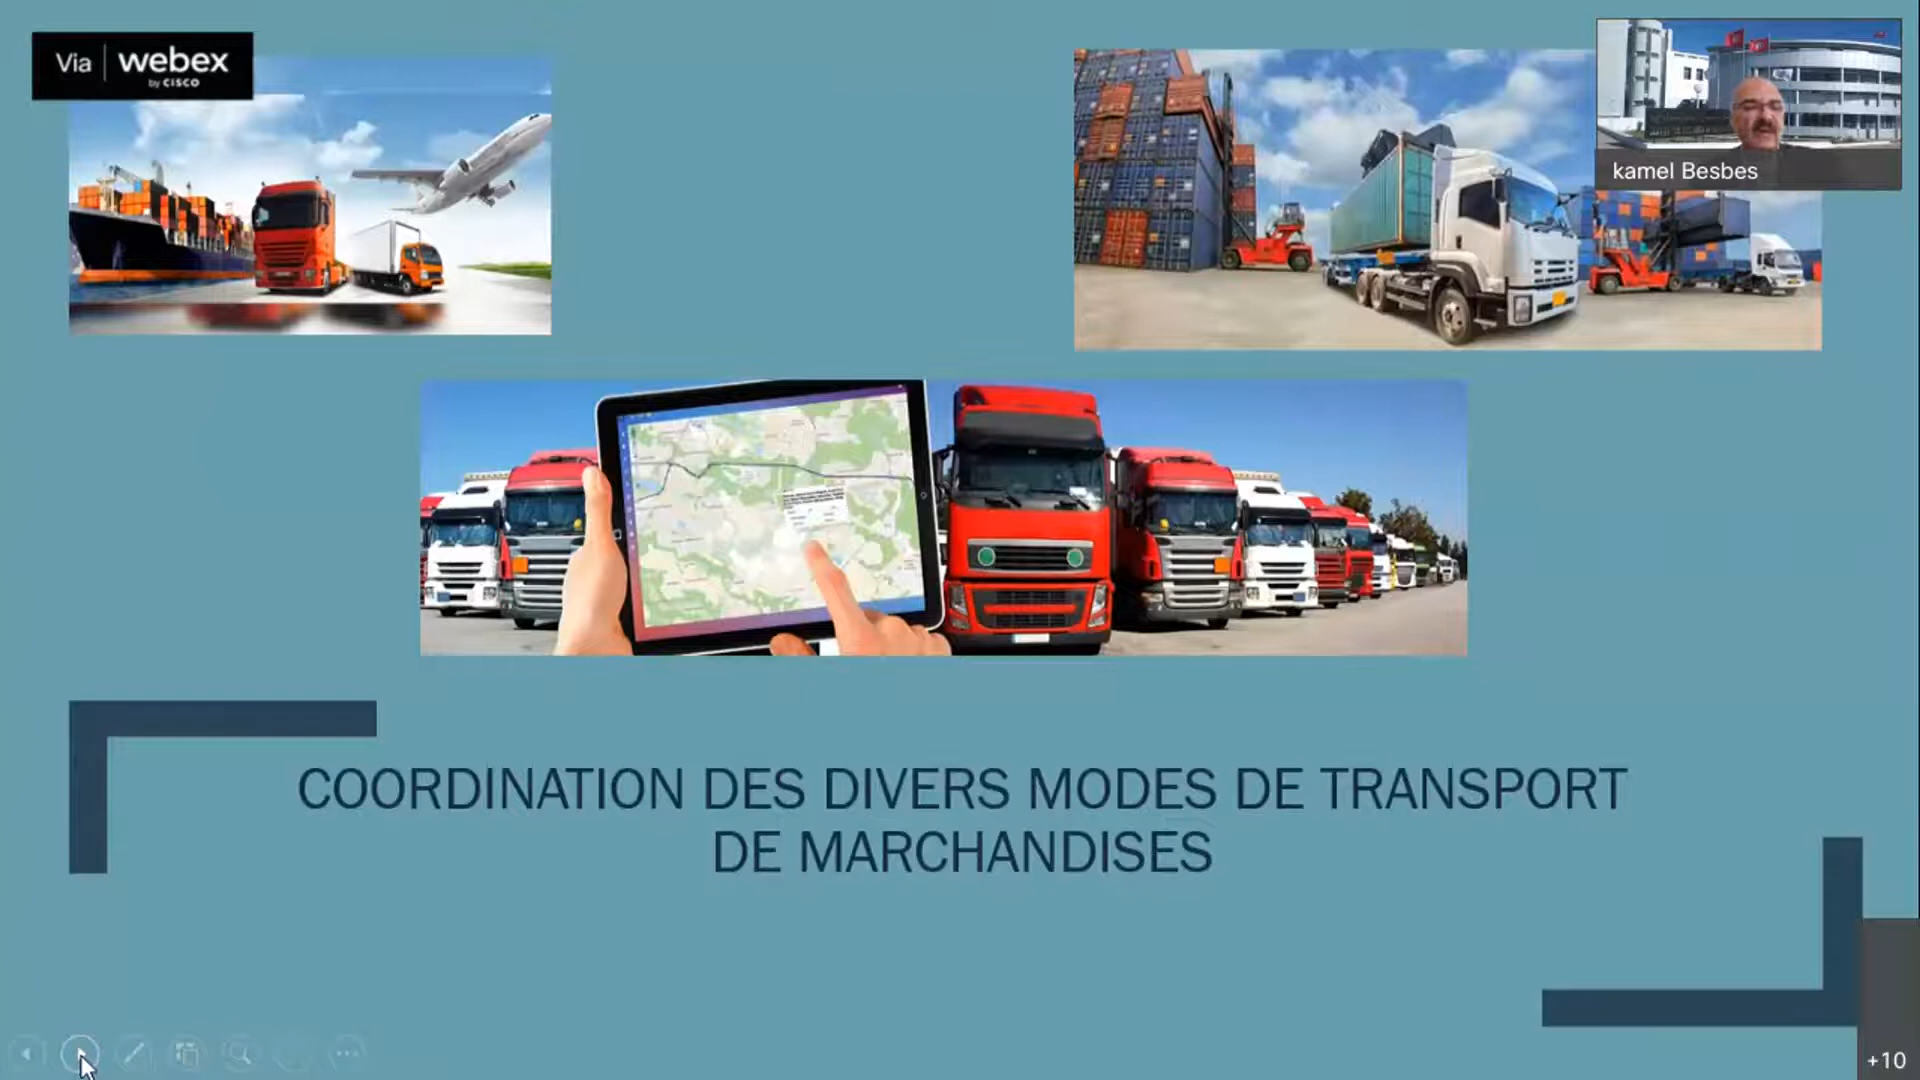 Via webex
by CISCO
kamel Besbes
COORDINATION DES DIVERS MODES DE TRANSPORT
DE MARCHANDISES
+10